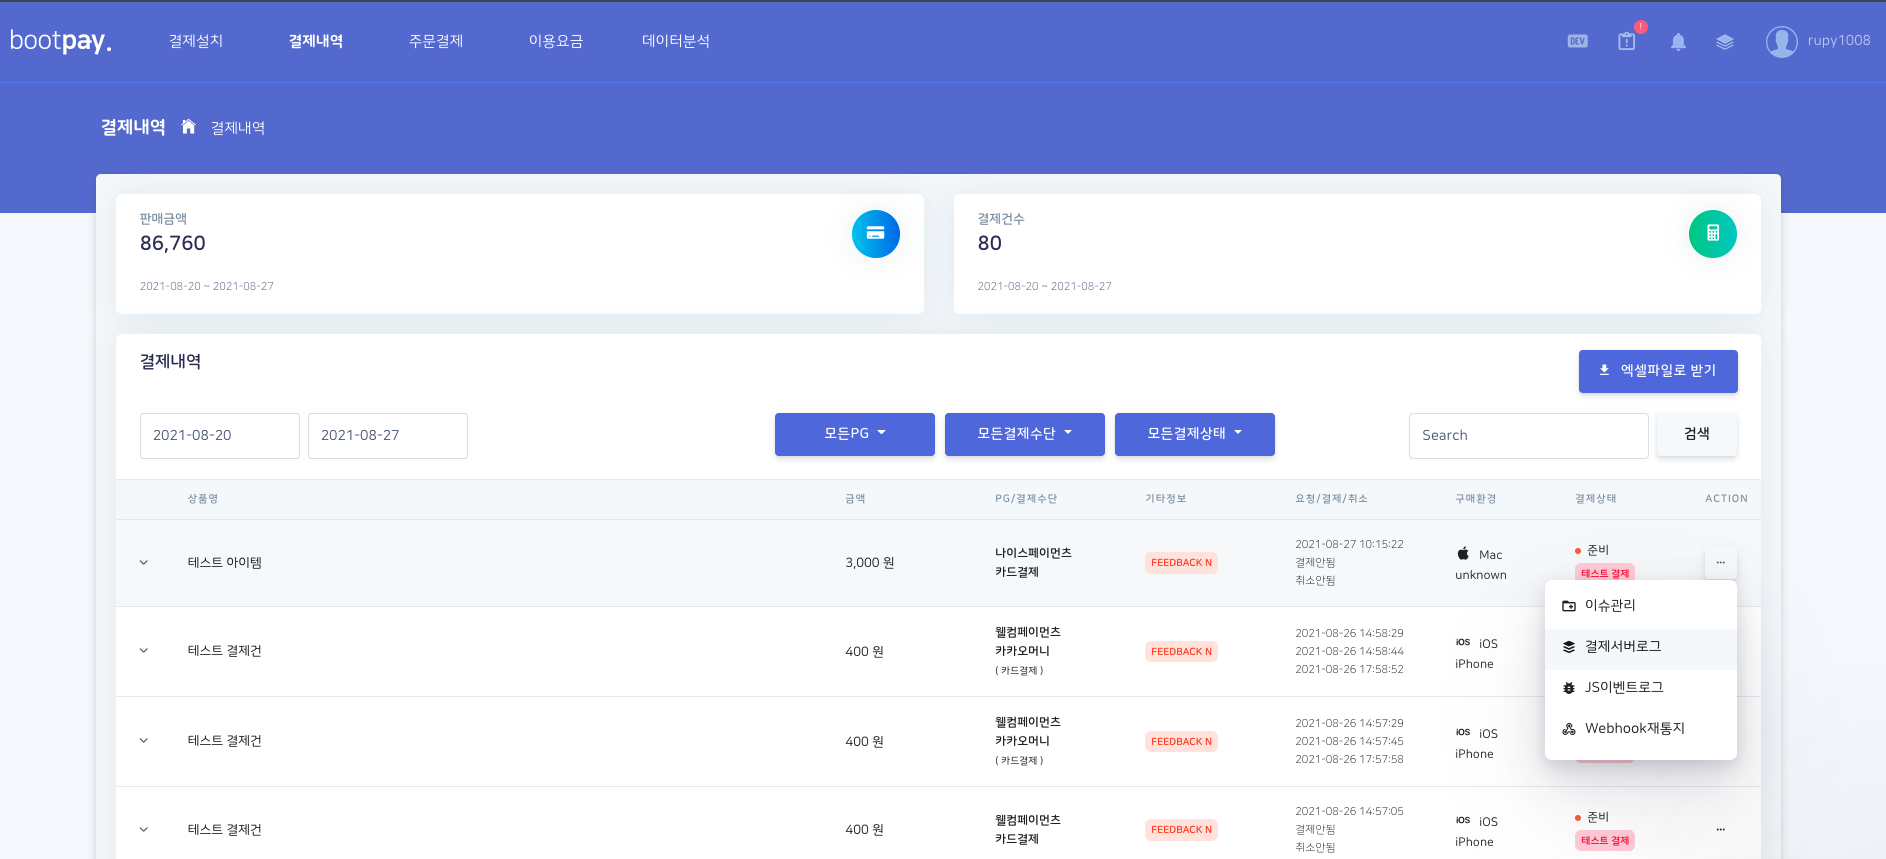 bootpay.
결제설치
결제내역
주문결제
이용요금
데이터분석
DEV
!
rupy1008
결제내역
결제내역
판매금액
86,760
2021-08-20 ~ 2021-08-27
결제건수
80
2021-08-20 ~ 2021-08-27
결제내역
엑셀파일로 받기
2021-08-20
2021-08-27
모든PG
모든결제수단
모든결제상태
Search
검색
상품명
금액
PG/결제수단
기타정보
요청/결제/취소
구매환경
결제상태
ACTION
테스트 아이템
3,000 원
나이스페이먼츠
카드결제
FEEDBACK N
2021-08-27 10:15:22
결제안됨
취소안됨
Mac
unknown
준비
테스트 결제
...
이슈관리
결제서버로그
JS이벤트로그
Webhook재통지
테스트 결제건
400 원
웰컴페이먼츠
카카오머니
( 카드결제 )
FEEDBACK N
2021-08-26 14:58:29
2021-08-26 14:58:44
2021-08-26 17:58:52
iOS iOS
iPhone
테스트 결제건
400 원
웰컴페이먼츠
카카오머니
( 카드결제 )
FEEDBACK N
2021-08-26 14:57:29
2021-08-26 14:57:45
2021-08-26 17:57:58
iOS iOS
iPhone
테스트 결제건
400 원
웰컴페이먼츠
카드결제
FEEDBACK N
2021-08-26 14:57:05
결제안됨
취소안됨
iOS iOS
iPhone
준비
테스트 결제
...